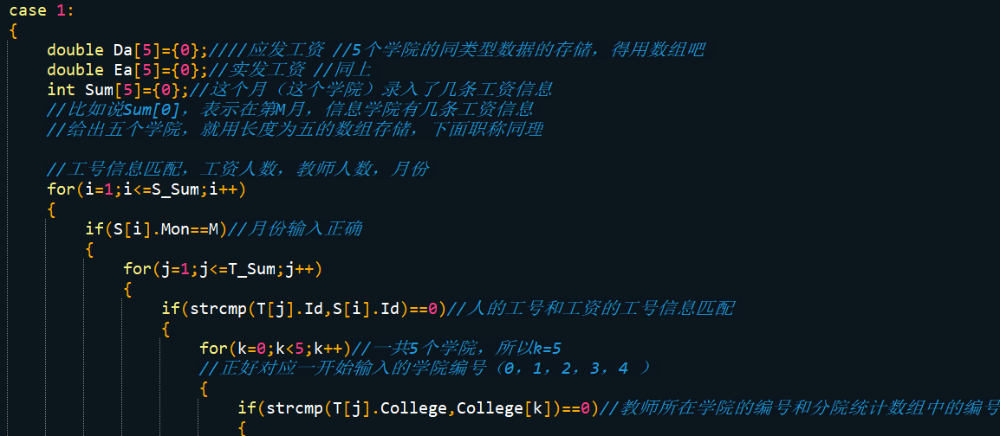 case 1:
{
double Da[5]={0};////应发工资 //5个学院的同类型数据的存储，得用数组吧
double Ea[5]={0};//实发工资 //同上
int Sum[5]={0};//这个月（这个学院）录入了几条工资信息
//比如说Sum[0]，表示在第M月，信息学院有几条工资信息
//给出五个学院，就用长度为五的数组存储，下面职称同理
//工号信息匹配，工资人数，教师人数，月份
for(i=1;i<=S_Sum;i++)
{
if(S[i].Mon==M)//月份输入正确
{
for(j=1;j<=T_Sum;j++)
{
if(strcmp(T[j].Id,S[i].Id)==0)//人的工号和工资的工号信息匹配
{
for(k=0;k<5;k++)//一共5个学院，所以k=5
//正好对应一开始输入的学院编号（0，1，2，3，4 ）
{
if(strcmp(T[j].College,College[k])==0)//教师所在学院的编号和分院统计数组中的编号
{